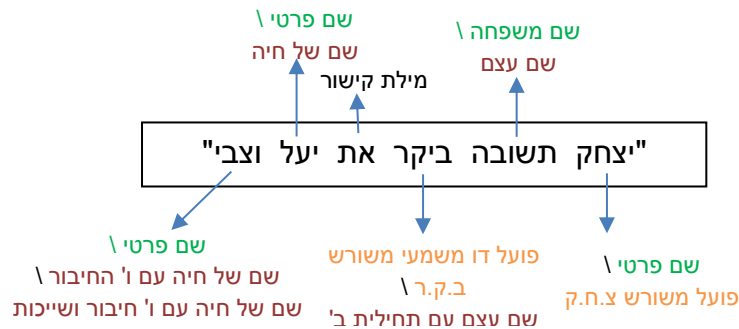 שם משפחה \
שם עצם
שם פרטי \
שם של חיה
מילת קישור
"יצחק תשובה ביקר את יעל וצבי"
שם פרטי \
פועל משורש צ.ח.ק
פועל דו משמעי משורש
ב.ק.ר \
שם עצם עם תחילית ב'
שם פרטי \
שם של חיה עם ו' החיבור \
שם של חיה עם ו' חיבור ושייכות